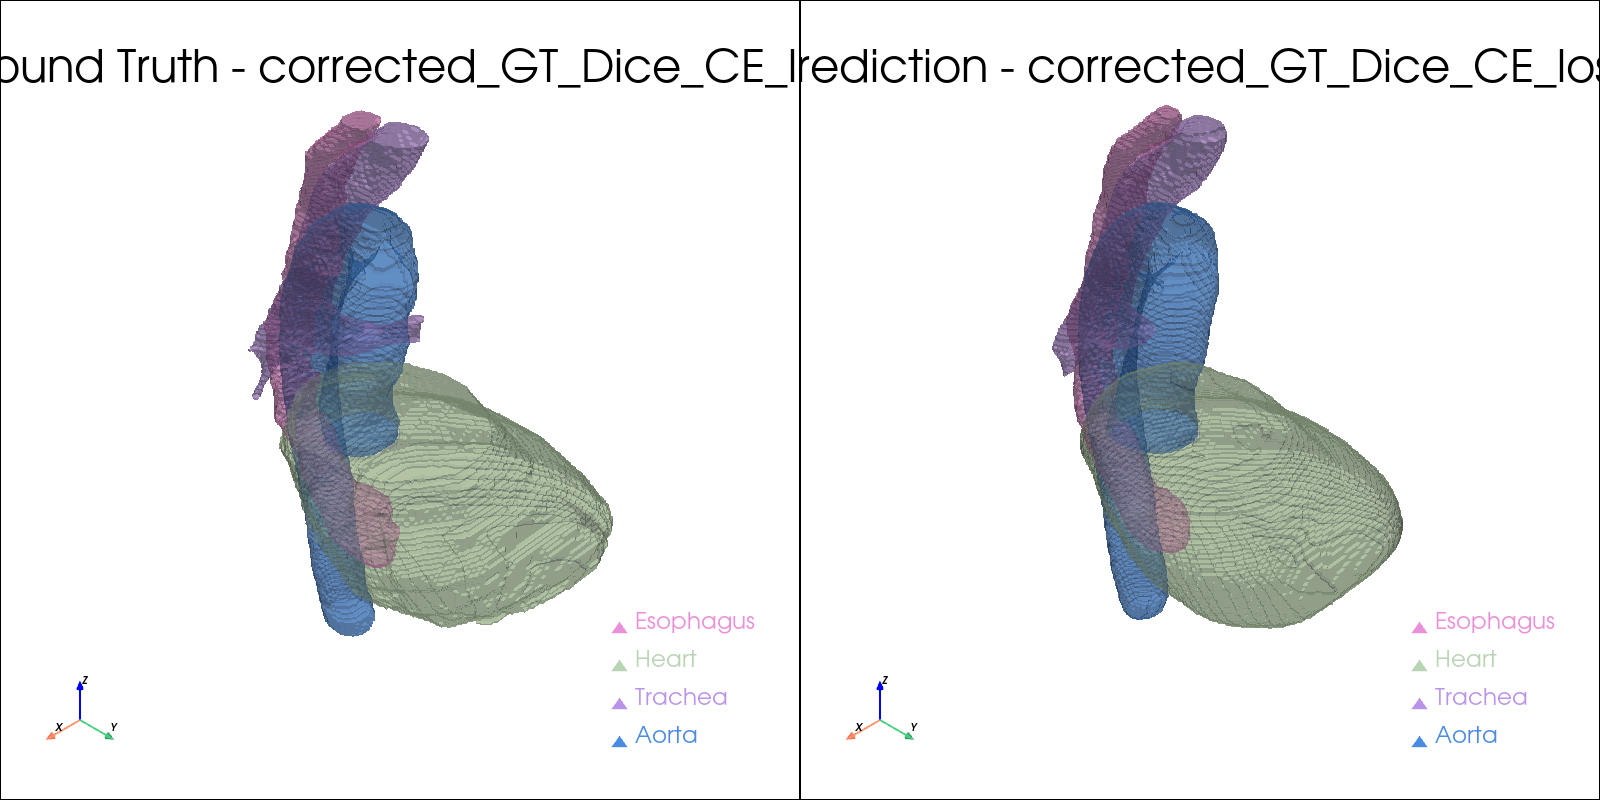 ound Truth - corrected_GT_Dice_CE_l
rediction - corrected_GT_Dice_CE_los
Esophagus
Heart
Trachea
Aorta
Z
X
Y
Esophagus
Heart
Trachea
Aorta
Z
X
Y